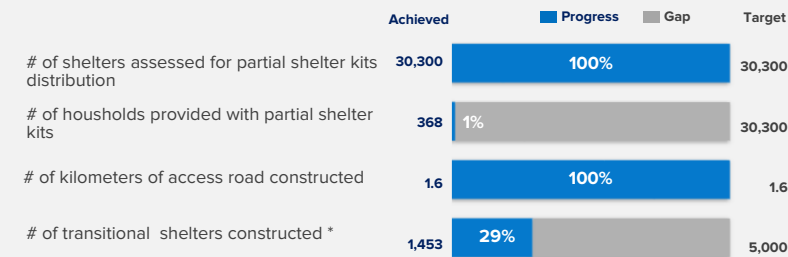 Achieved Progress Gap Target
# of shelters assessed for partial shelter kits 30,300 100% 30,300
distribution
# of housholds provided with partial shelter 368 1% 30,300
kits
# of kilometers of access road constructed 1.6 100% 1.6
# of transitional shelters constructed * 1,453 29% 5,000